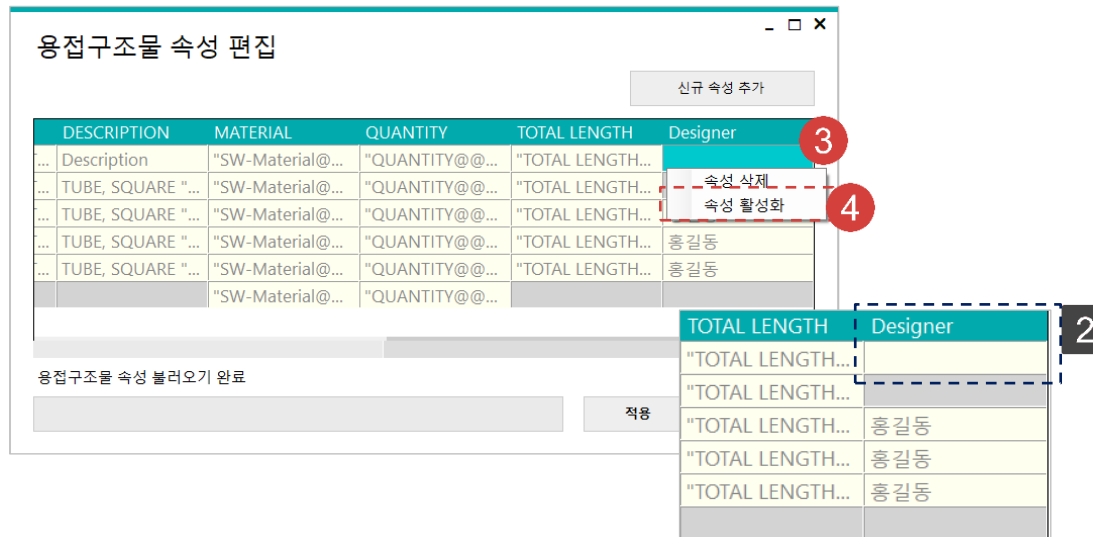 용접구조물 속성 편집
신규 속성 추가
DESCRIPTION MATERIAL QUANTITY TOTAL LENGTH Designer
3
... Description "SW-Material@... "QUANTITY@@... "TOTAL LENGTH...
... TUBE, SQUARE "... "SW-Material@... "QUANTITY@@... "TOTAL LENGTH...
속성 삭제
... TUBE, SQUARE "... "SW-Material@... "QUANTITY@@... "TOTAL LENGTH...
속성 활성화
4
... TUBE, SQUARE "... "SW-Material@... "QUANTITY@@... "TOTAL LENGTH... 홍길동
... TUBE, SQUARE "... "SW-Material@... "QUANTITY@@... "TOTAL LENGTH... 홍길동
"SW-Material@... "QUANTITY@@...
용접구조물 속성 불러오기 완료
적용
TOTAL LENGTH Designer
2
"TOTAL LENGTH...
"TOTAL LENGTH...
"TOTAL LENGTH... 홍길동
"TOTAL LENGTH... 홍길동
"TOTAL LENGTH... 홍길동